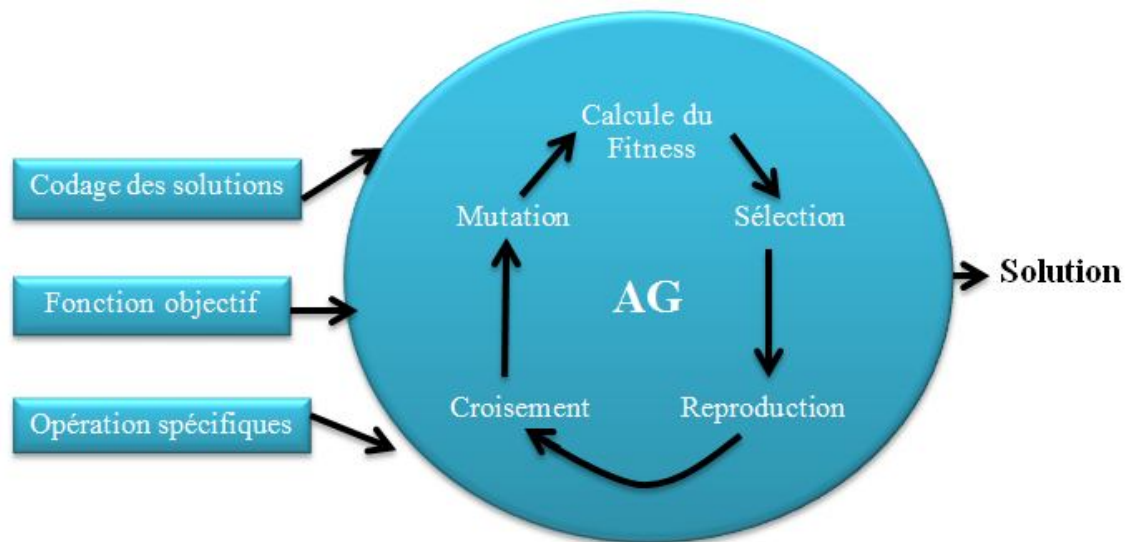 Codage des solutions
Fonction objectif
Opération spécifiques
Calcule du
Fitness
Mutation
Sélection
AG
Croisement
Reproduction
Solution